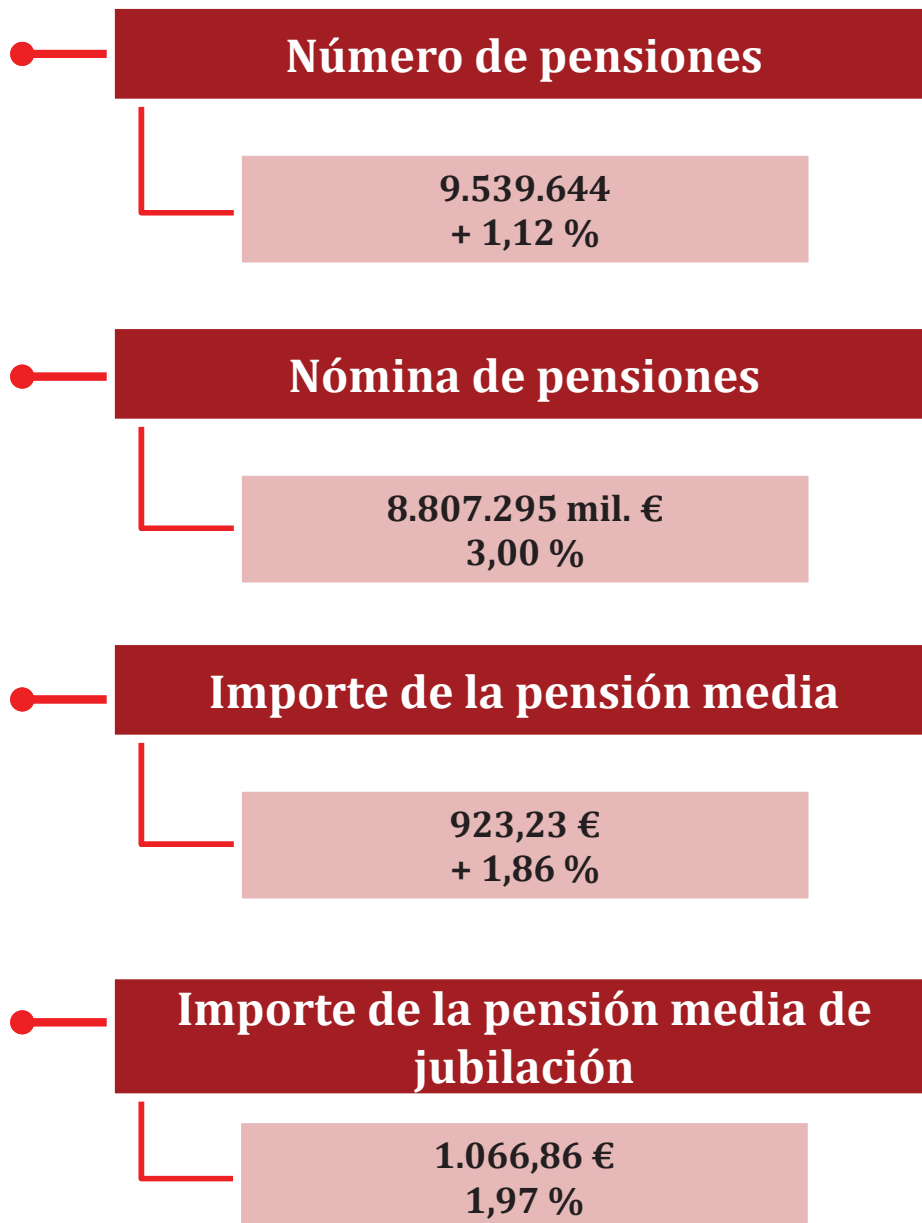 Número de pensiones
9.539.644
+ 1,12 %
Nómina de pensiones
8.807.295 mil. €
3,00 %
Importe de la pensión media
923,23 €
+ 1,86 %
Importe de la pensión media de
jubilación
1.066,86 €
1,97 %